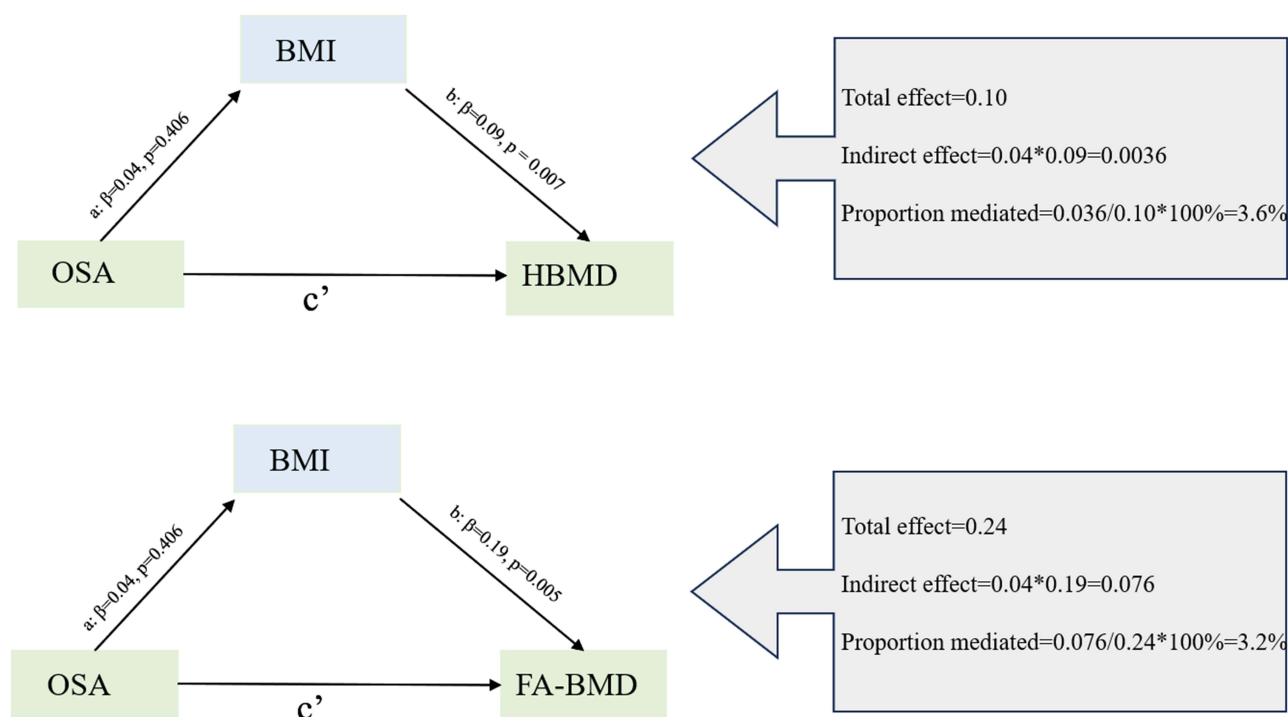 BMI
a: β=0.04, p=0.406
b: β=0.09, p = 0.007
OSA
HBMD
c’
Total effect=0.10
Indirect effect=0.04*0.09=0.0036
Proportion mediated=0.036/0.10*100%=3.6%
BMI
a: β=0.04, p=0.406
b: β=0.19, p=0.005
OSA
FA-BMD
c’
Total effect=0.24
Indirect effect=0.04*0.19=0.076
Proportion mediated=0.076/0.24*100%=3.2%